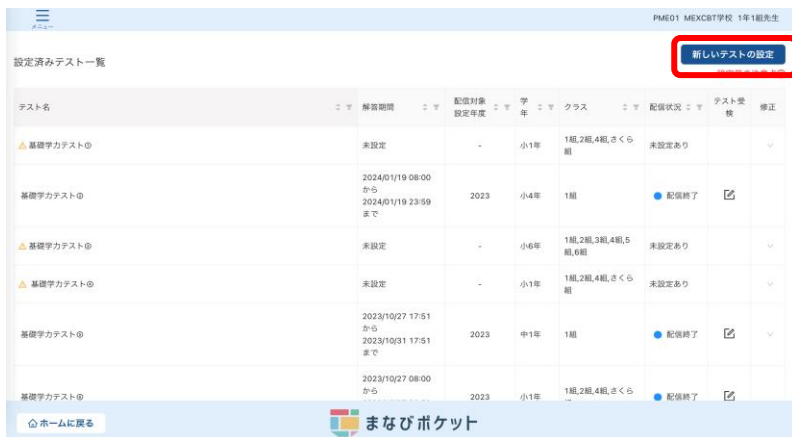 メニュー
PME01 MEXCBT学校 1年1組先生
設定済みテスト一覧
新しいテストの設定
テスト名 解答期間 配信対象設定年度 学年 クラス 配信状況 テスト受検 修正
基礎学力テスト
未設定 - 小1年 1組,2組,4組,さくら組 未設定あり
基礎学力テスト
2024/01/19 08:00
から
2024/01/19 23:59
まで
2023 小4年 1組 配信終了
基礎学力テスト
未設定 - 小6年 1組,2組,3組,4組,5組,6組 未設定あり
基礎学力テスト
未設定 - 小1年 1組,2組,4組,さくら組 未設定あり
基礎学力テスト
2023/10/27 17:51
から
2023/10/31 17:51
まで
2023 中1年 1組 配信終了
基礎学力テスト
2023/10/27 08:00
から
2023 小1年 1組,2組,4組,さくら 配信終了
ホームに戻る
まなびポケット